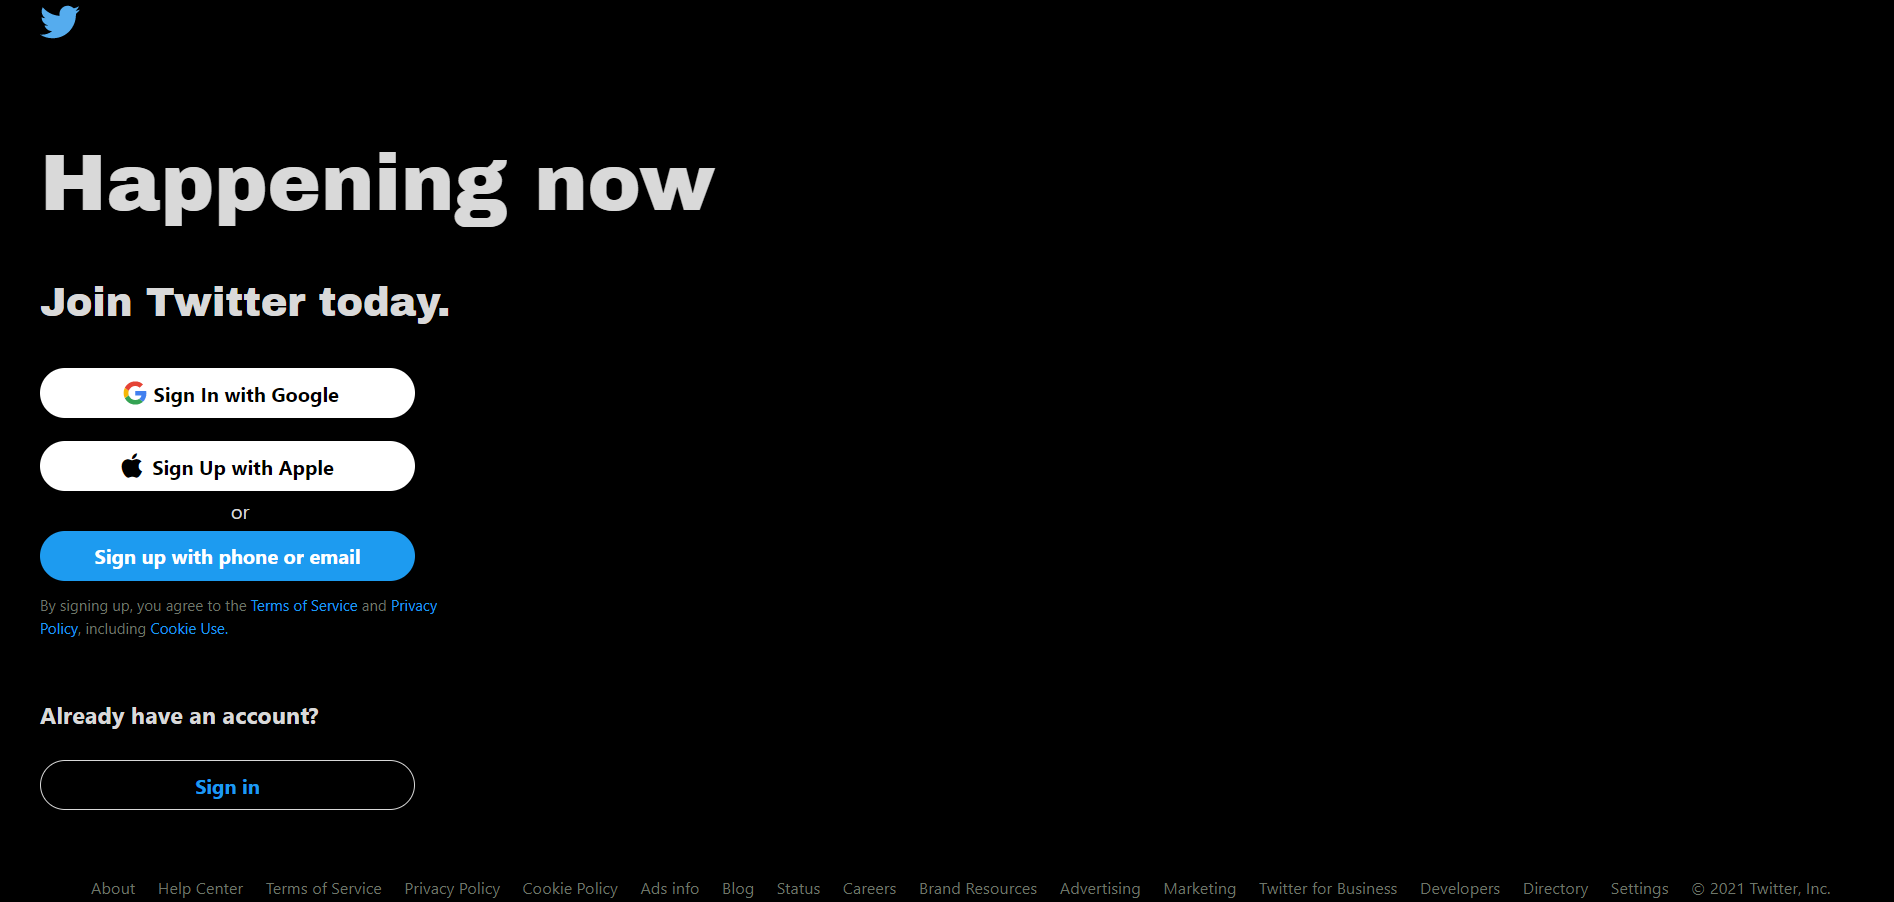 Happening now
Join Twitter today.
Sign In with Google
Sign Up with Apple
or
Sign up with phone or email
By signing up, you agree to the Terms of Service and Privacy
Policy, including Cookie Use.
Already have an account?
Sign in
About Help Center Terms of Service Privacy Policy Cookie Policy Ads info Blog Status Careers Brand Resources Advertising Marketing Twitter for Business Developers Directory Settings © 2021 Twitter, Inc.